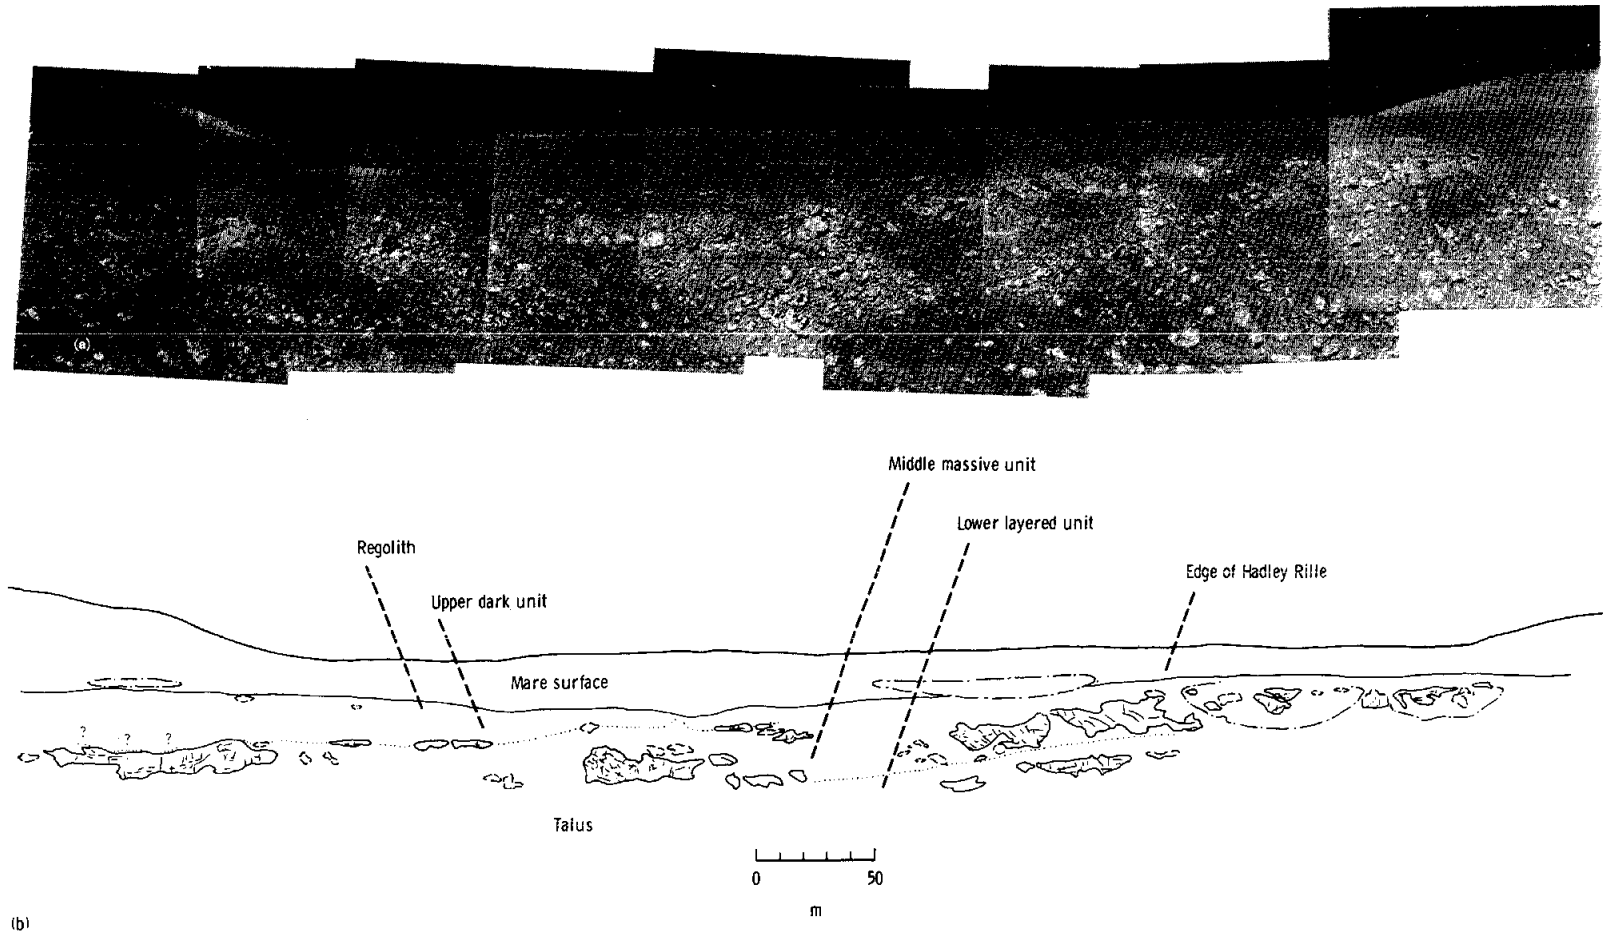 (a)
Middle massive unit
Lower layered unit
Regolith
Edge of Hadley Rille
Upper dark unit
Mare surface
? ? ?
Talus
0 50
m
(b)